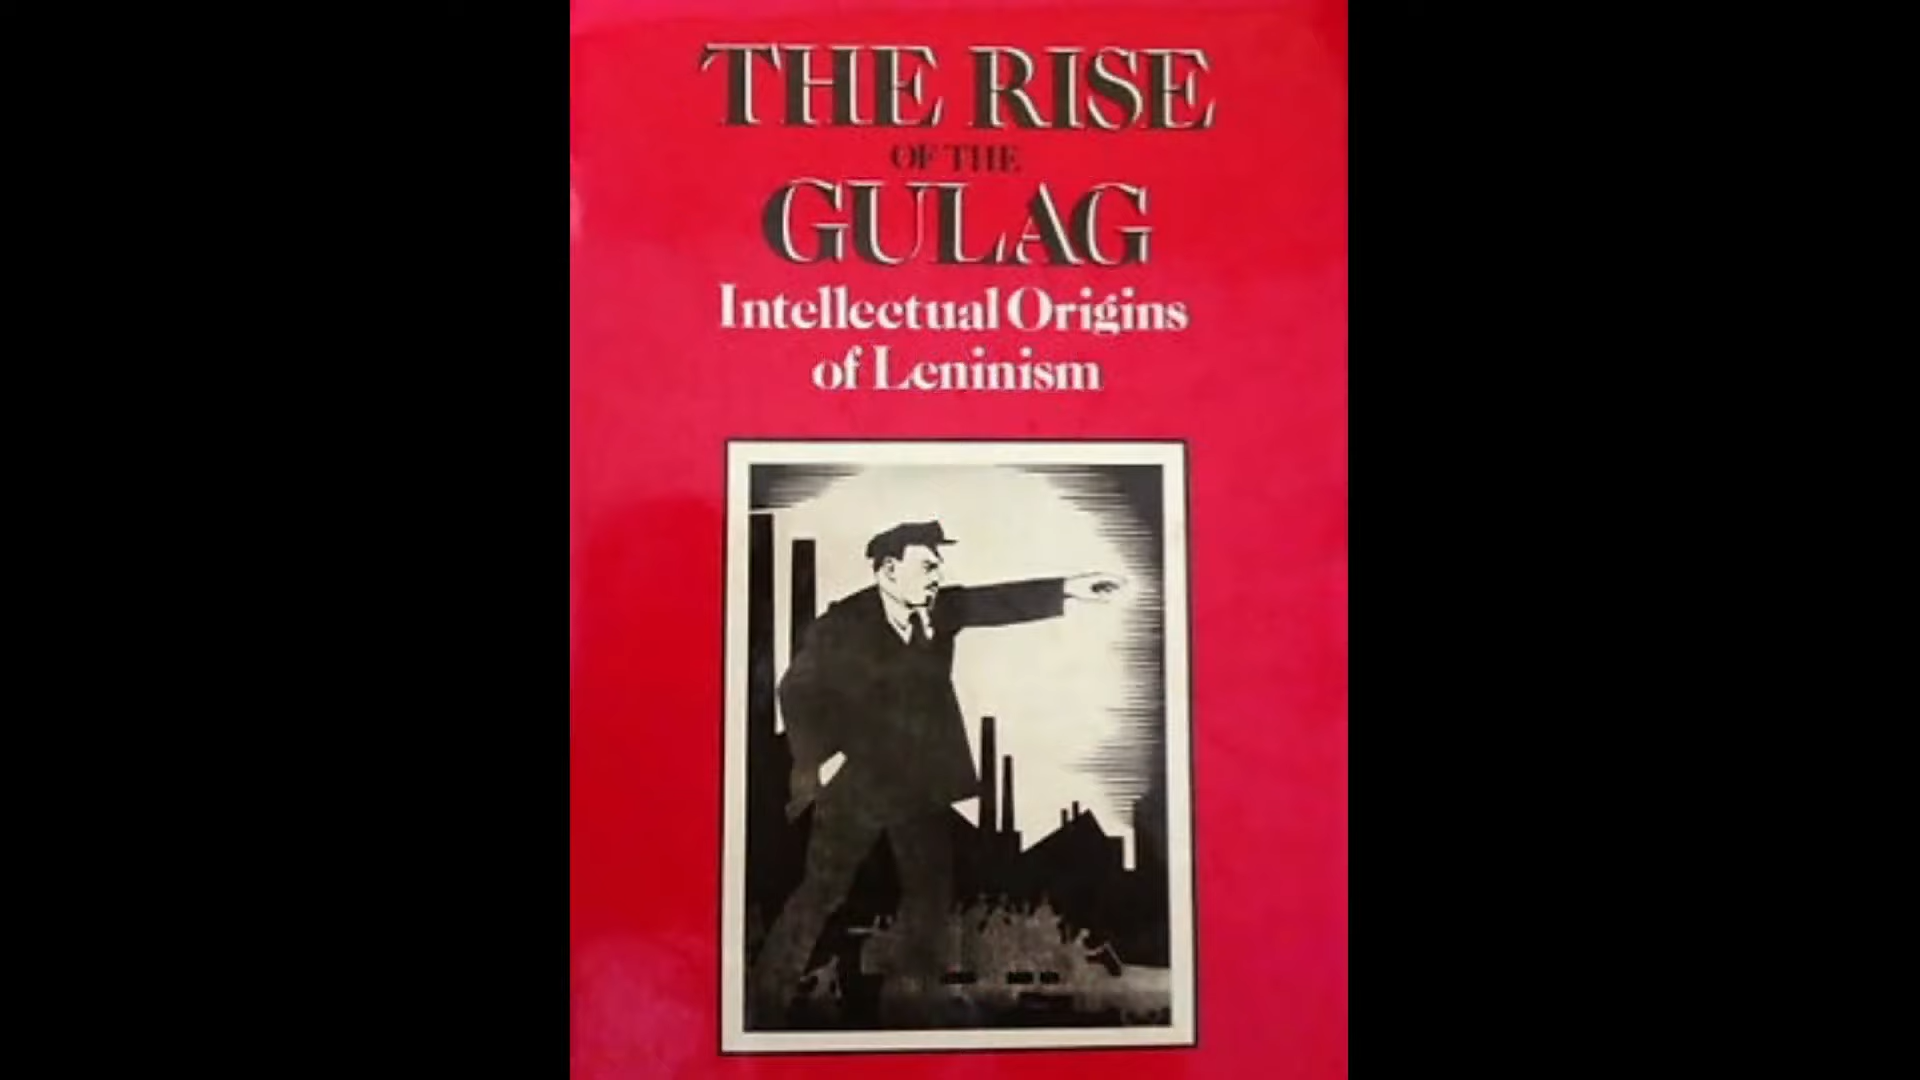 THE RISE
OF THE
GULAG
Intellectual Origins
of Leninism